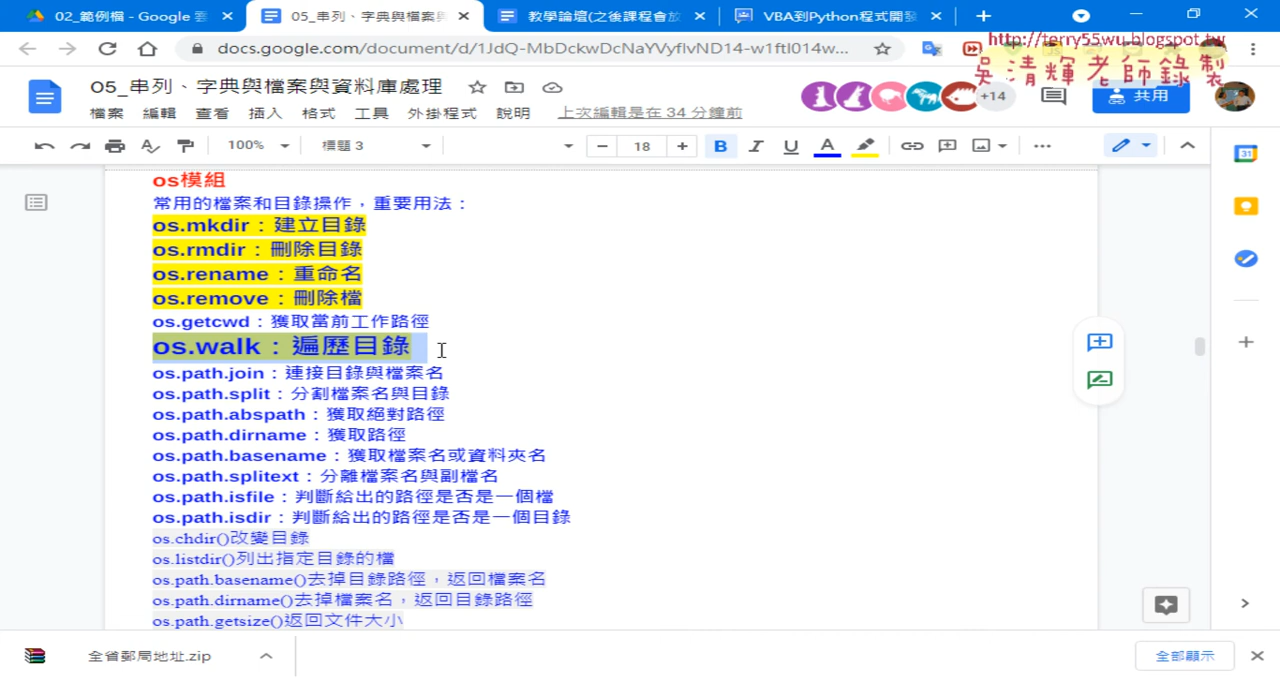 02_範例檔 - Google 雲
05_串列、字典與檔案與
教學論壇(之後課程會放
VBA到Python程式開發
docs.google.com/document/d/1JdQ-MbDckwDcNaYVyflvND14-w1ftl014w...
http://terry55wu.blogspot.tw
吳清輝老師錄製
05_串列、字典與檔案與資料庫處理
+14
共用
檔案 編輯 查看 插入 格式 工具 外掛程式 說明 上次編輯是在 34 分鐘前
100% 標題 3 18 B I U A
os模組
常用的檔案和目錄操作，重要用法：
os.mkdir：建立目錄
os.rmdir：刪除目錄
os.rename：重命名
os.remove：刪除檔
os.getcwd：獲取當前工作路徑
os.walk：遍歷目錄
os.path.join：連接目錄與檔案名
os.path.split：分割檔案名與目錄
os.path.abspath：獲取絕對路徑
os.path.dirname：獲取路徑
os.path.basename：獲取檔案名或資料夾名
os.path.splitext：分離檔案名與副檔名
os.path.isfile：判斷給出的路徑是否是一個檔
os.path.isdir：判斷給出的路徑是否是一個目錄
os.chdir()改變目錄
os.listdir()列出指定目錄的檔
os.path.basename()去掉目錄路徑，返回檔案名
os.path.dirname()去掉檔案名，返回目錄路徑
os.path.getsize()返回文件大小
31
全省郵局地址.zip
全部顯示